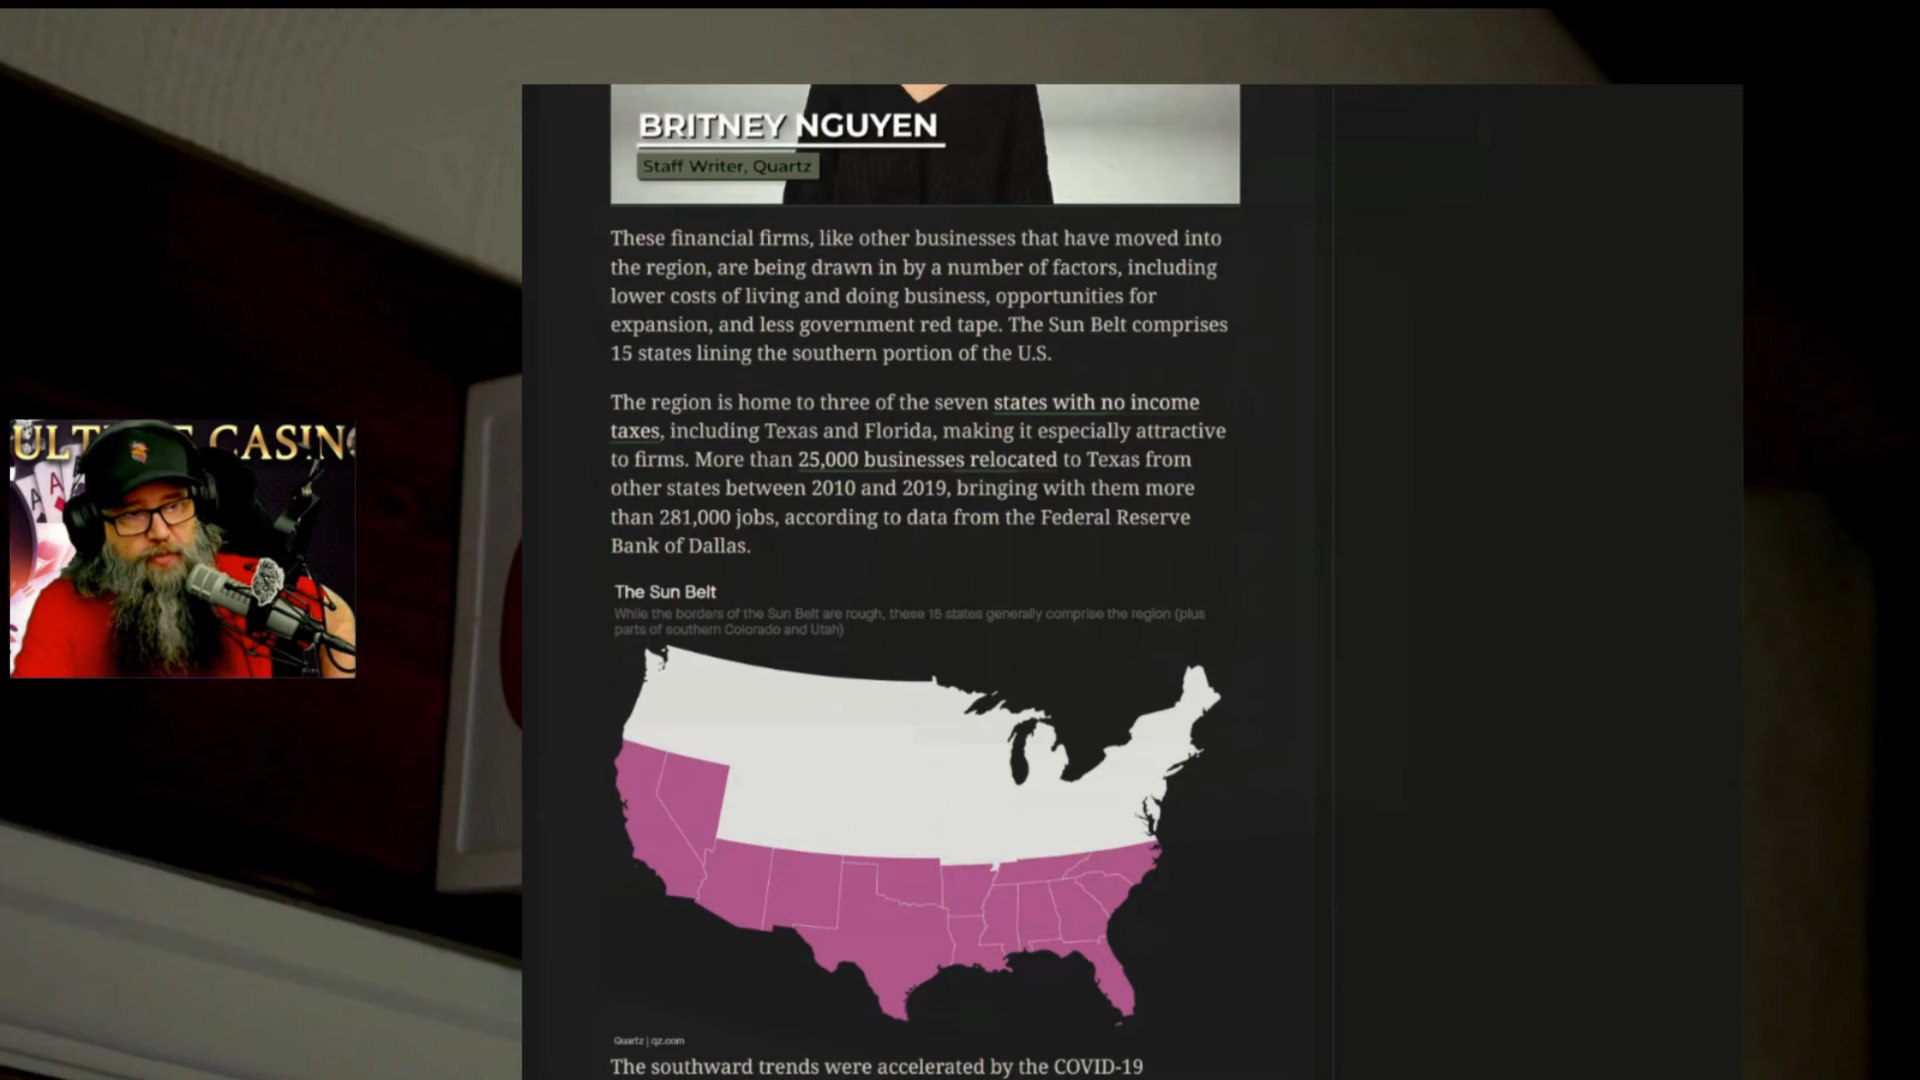 BRITNEY NGUYEN
Staff Writer, Quartz
These financial firms, like other businesses that have moved into
the region, are being drawn in by a number of factors, including
lower costs of living and doing business, opportunities for
expansion, and less government red tape. The Sun Belt comprises
15 states lining the southern portion of the U.S.
The region is home to three of the seven states with no income
taxes, including Texas and Florida, making it especially attractive
to firms. More than 25,000 businesses relocated to Texas from
other states between 2010 and 2019, bringing with them more
than 281,000 jobs, according to data from the Federal Reserve
Bank of Dallas.
The Sun Belt
While the borders of the Sun Belt are rough, these 15 states generally comprise the region (plus
parts of southern Colorado and Utah)
Quartz | qz.com
The southward trends were accelerated by the COVID-19
A
A